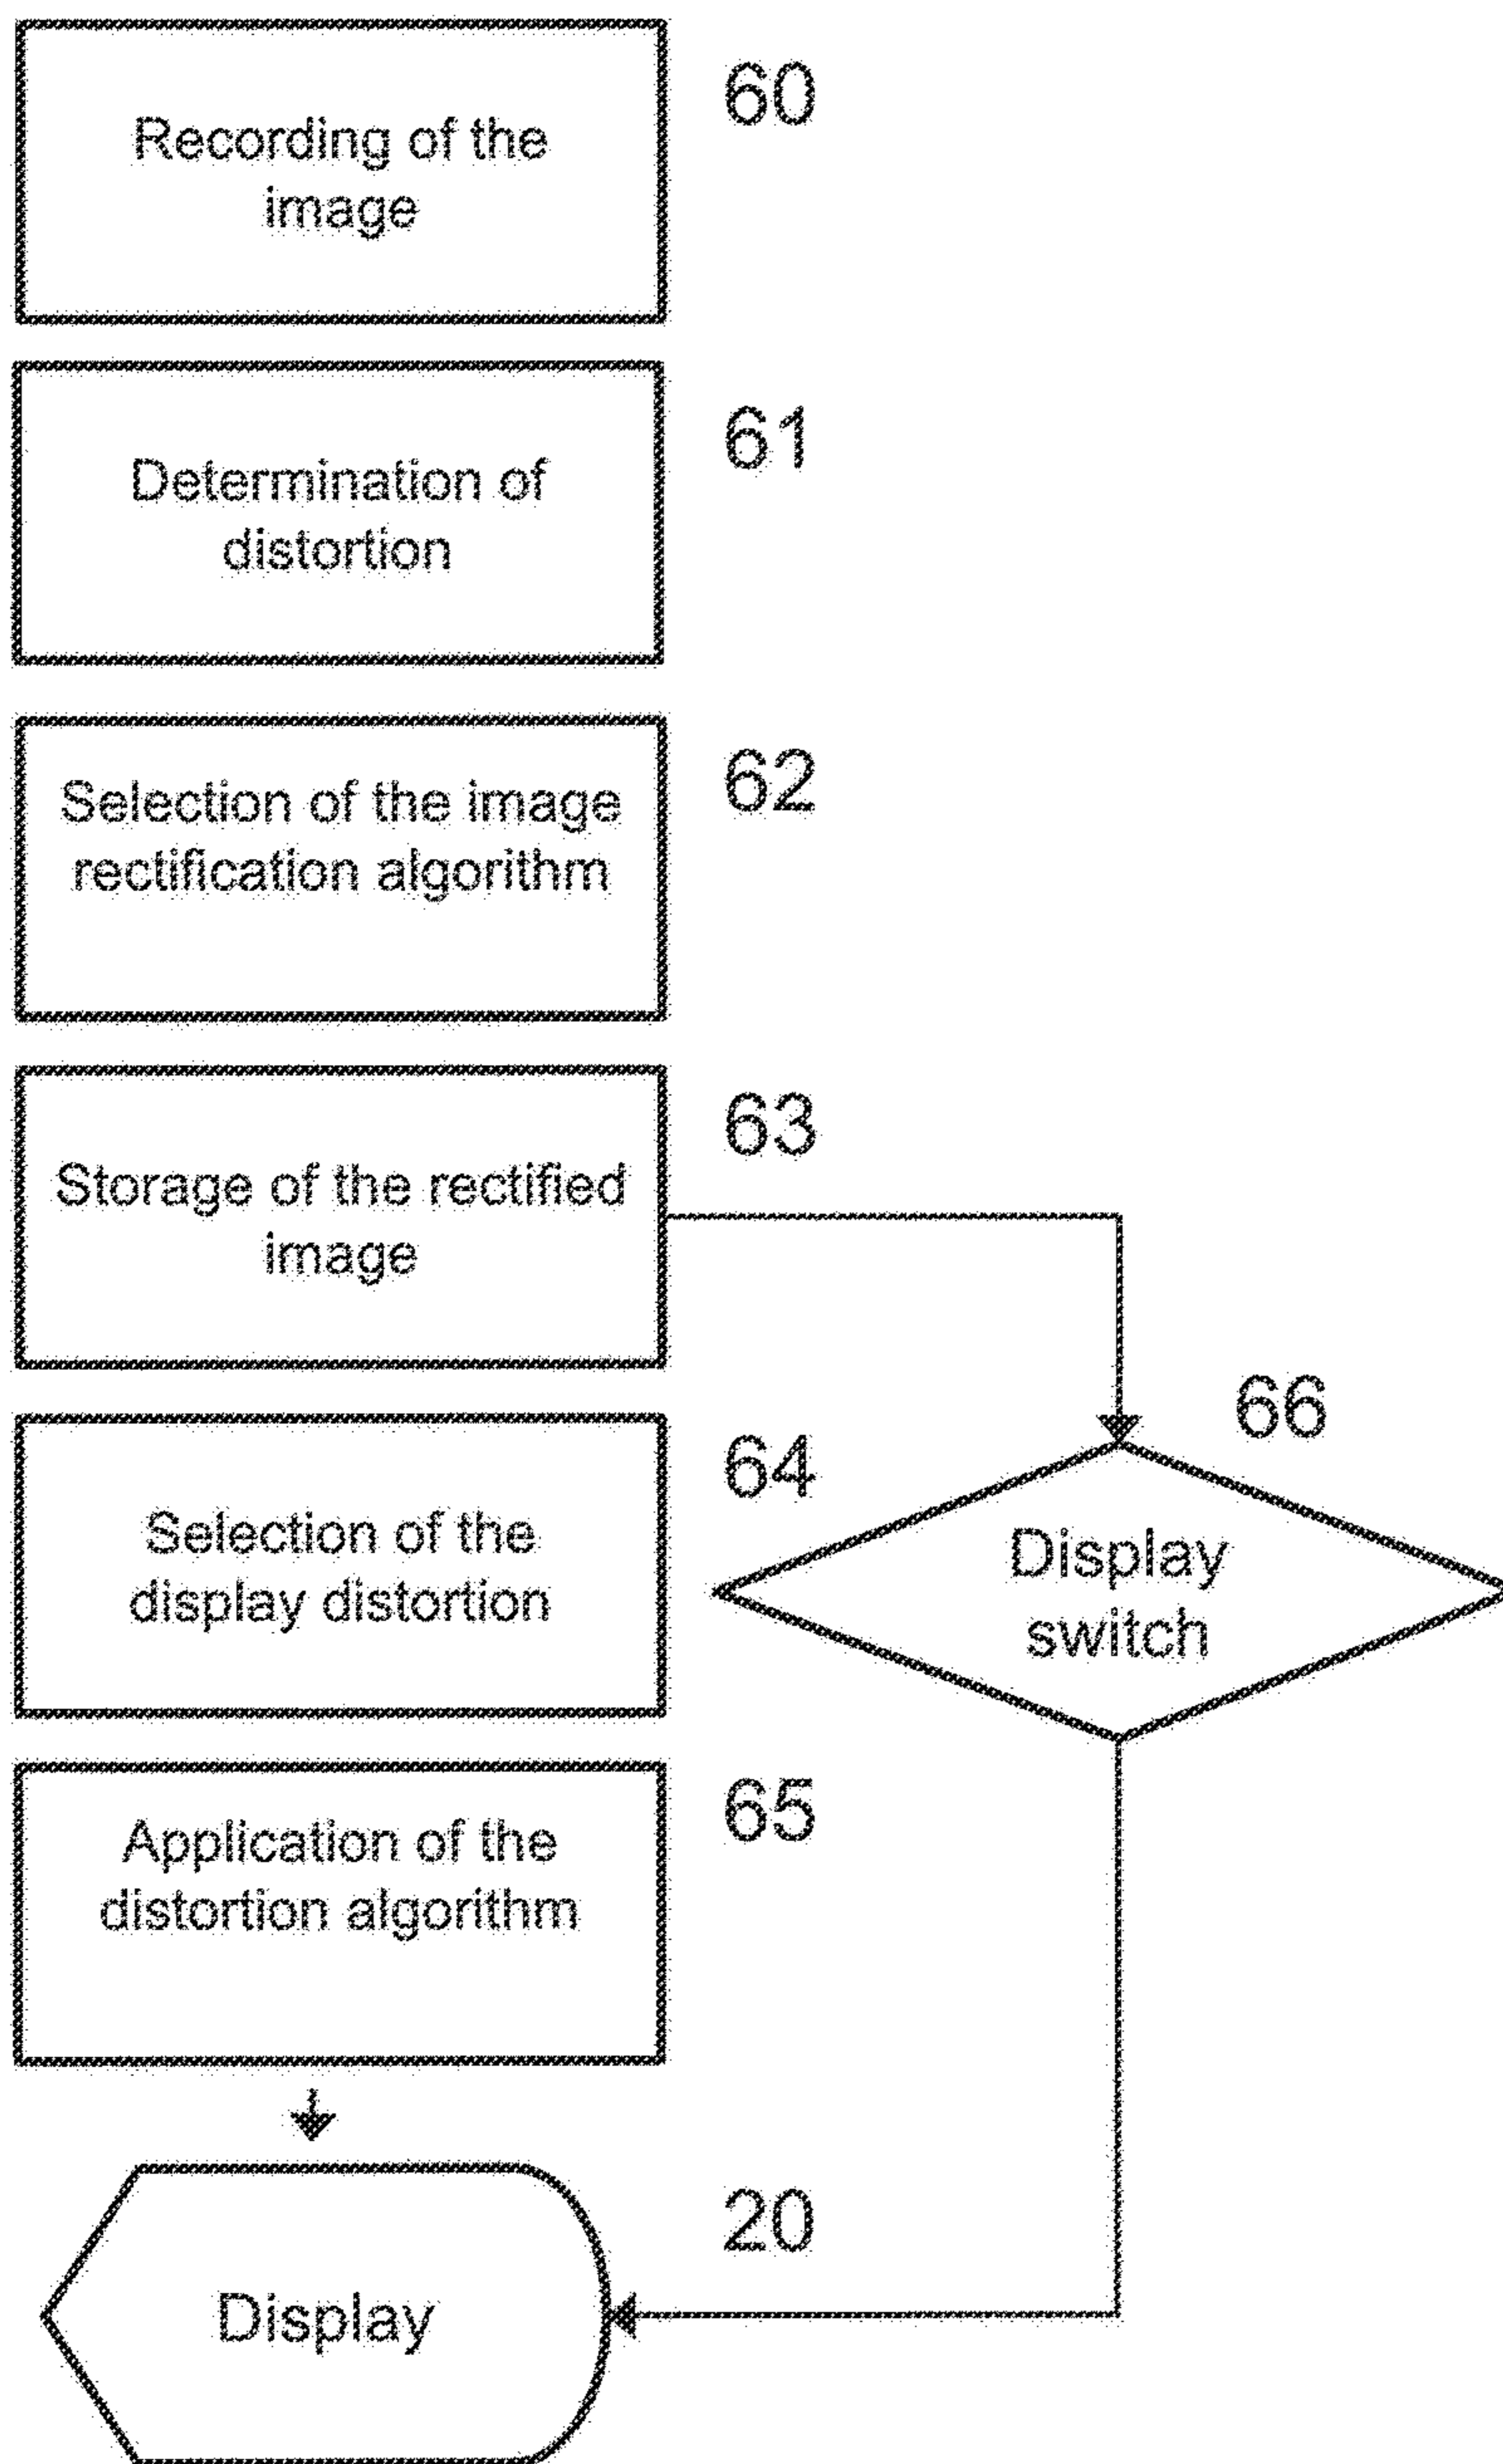 Recording of the
image
60
Determination of
distortion
61
Selection of the image
rectification algorithm
62
Storage of the rectified
image
63
Selection of the
display distortion
64
Display
switch
66
Application of the
distortion algorithm
65
Display
20